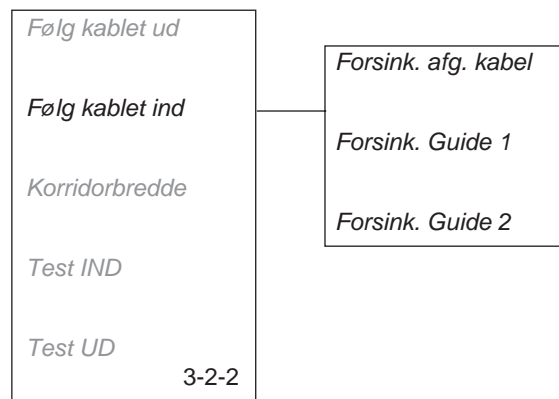 Følg kablet ud
Følg kablet ind
Korridorbredde
Test IND
Test UD
3-2-2
Forsink. afg. kabel
Forsink. Guide 1
Forsink. Guide 2